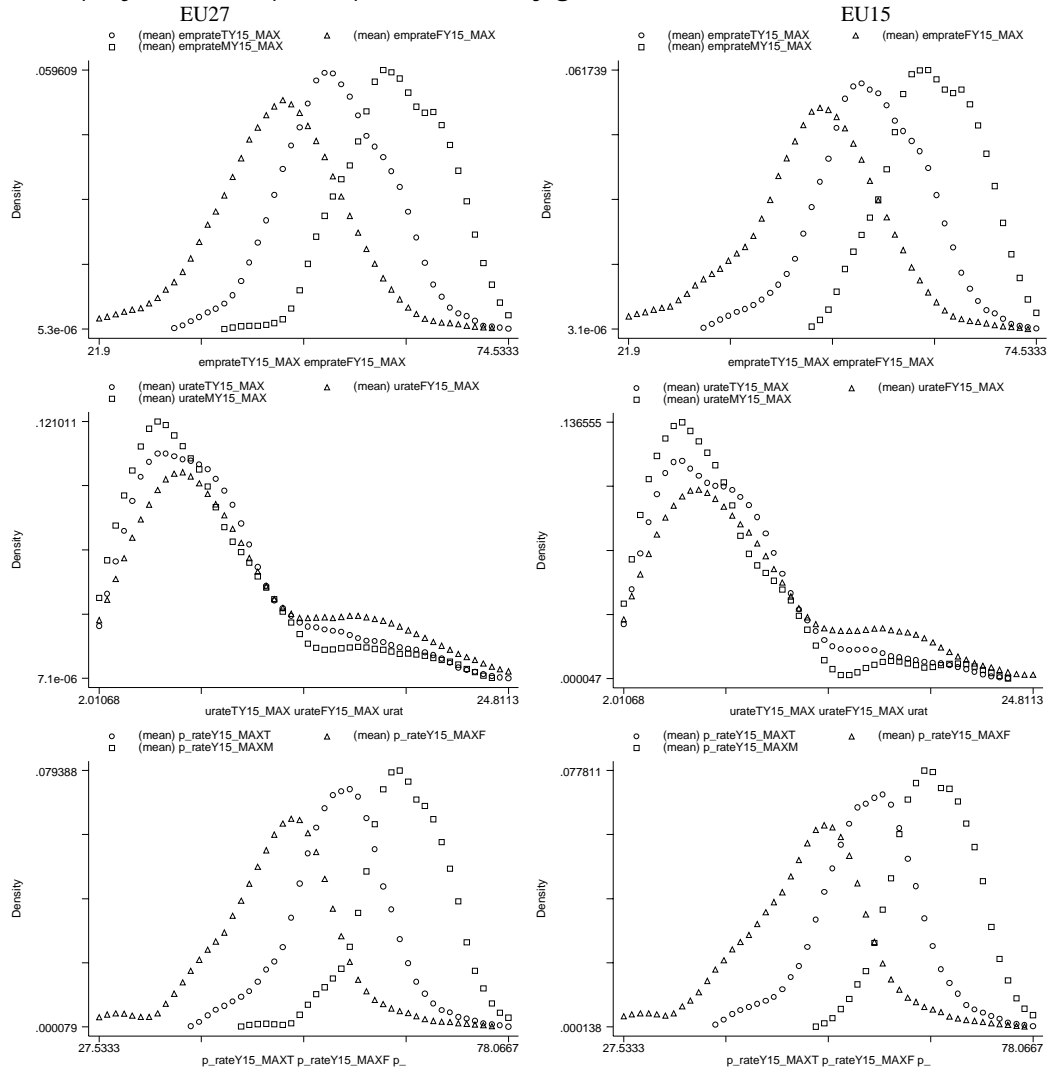 EU27
EU15
(mean) emprateTY15_MAX (mean) emprateFY15_MAX
(mean) emprateMY15_MAX
.059609
Density
5.3e-06
21.9 74.5333
emprateTY15_MAX emprateFY15_MAX
(mean) emprateTY15_MAX (mean) emprateFY15_MAX
(mean) emprateMY15_MAX
.061739
Density
3.1e-06
21.9 74.5333
emprateTY15_MAX emprateFY15_MAX
(mean) urateTY15_MAX (mean) urateFY15_MAX
(mean) urateMY15_MAX
.121011
Density
7.1e-06
2.01068 24.8113
urateTY15_MAX urateFY15_MAX urat
(mean) urateTY15_MAX (mean) urateFY15_MAX
(mean) urateMY15_MAX
.136555
Density
.000047
2.01068 24.8113
urateTY15_MAX urateFY15_MAX urat
(mean) p_rateY15_MAXT (mean) p_rateY15_MAXF
(mean) p_rateY15_MAXM
.079388
Density
.000079
27.5333 78.0667
p_rateY15_MAXT p_rateY15_MAXF p_
(mean) p_rateY15_MAXT (mean) p_rateY15_MAXF
(mean) p_rateY15_MAXM
.077811
Density
.000138
27.5333 78.0667
p_rateY15_MAXT p_rateY15_MAXF p_